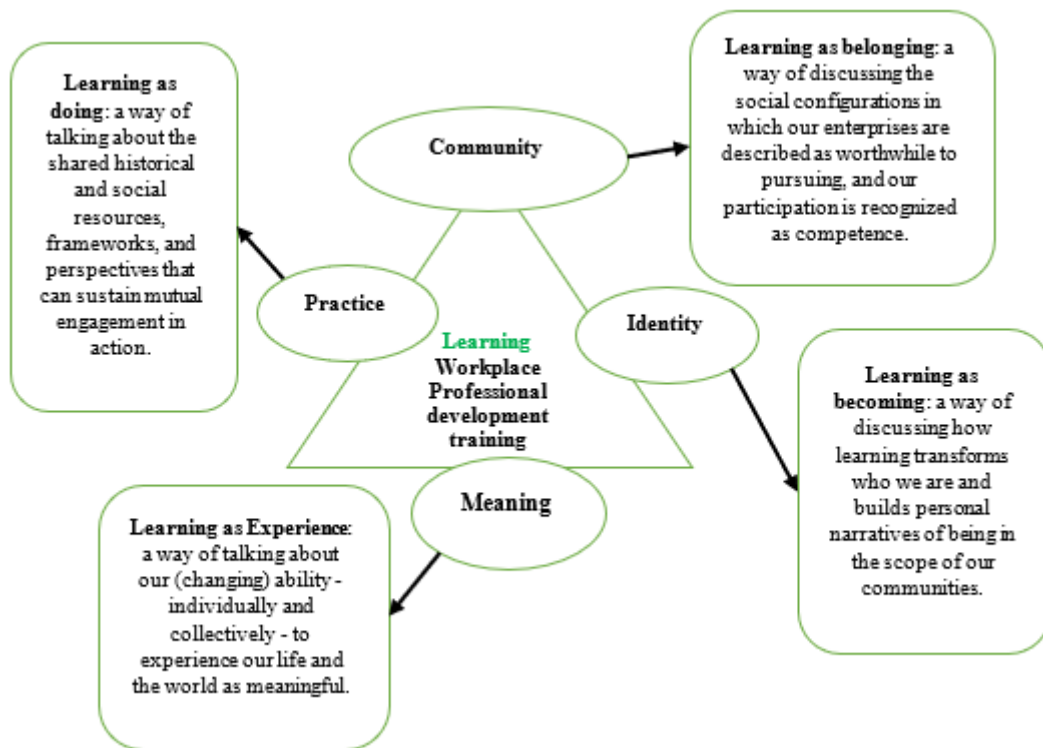 Learning as
doing: a way of
talking about the
shared historical
and social
resources,
frameworks, and
perspectives that
can sustain mutual
engagement in
action.
Community
Learning as belonging: a
way of discussing the
social configurations in
which our enterprises are
described as worthwhile to
pursuing, and our
participation is recognized
as competence.
Practice
Identity
Learning
Workplace
Professional
development
training
Learning as
becoming: a way of
discussing how
learning transforms
who we are and
builds personal
narratives of being in
the scope of our
communities.
Meaning
Learning as Experience:
a way of talking about
our (changing) ability -
individually and
collectively - to
experience our life and
the world as meaningful.